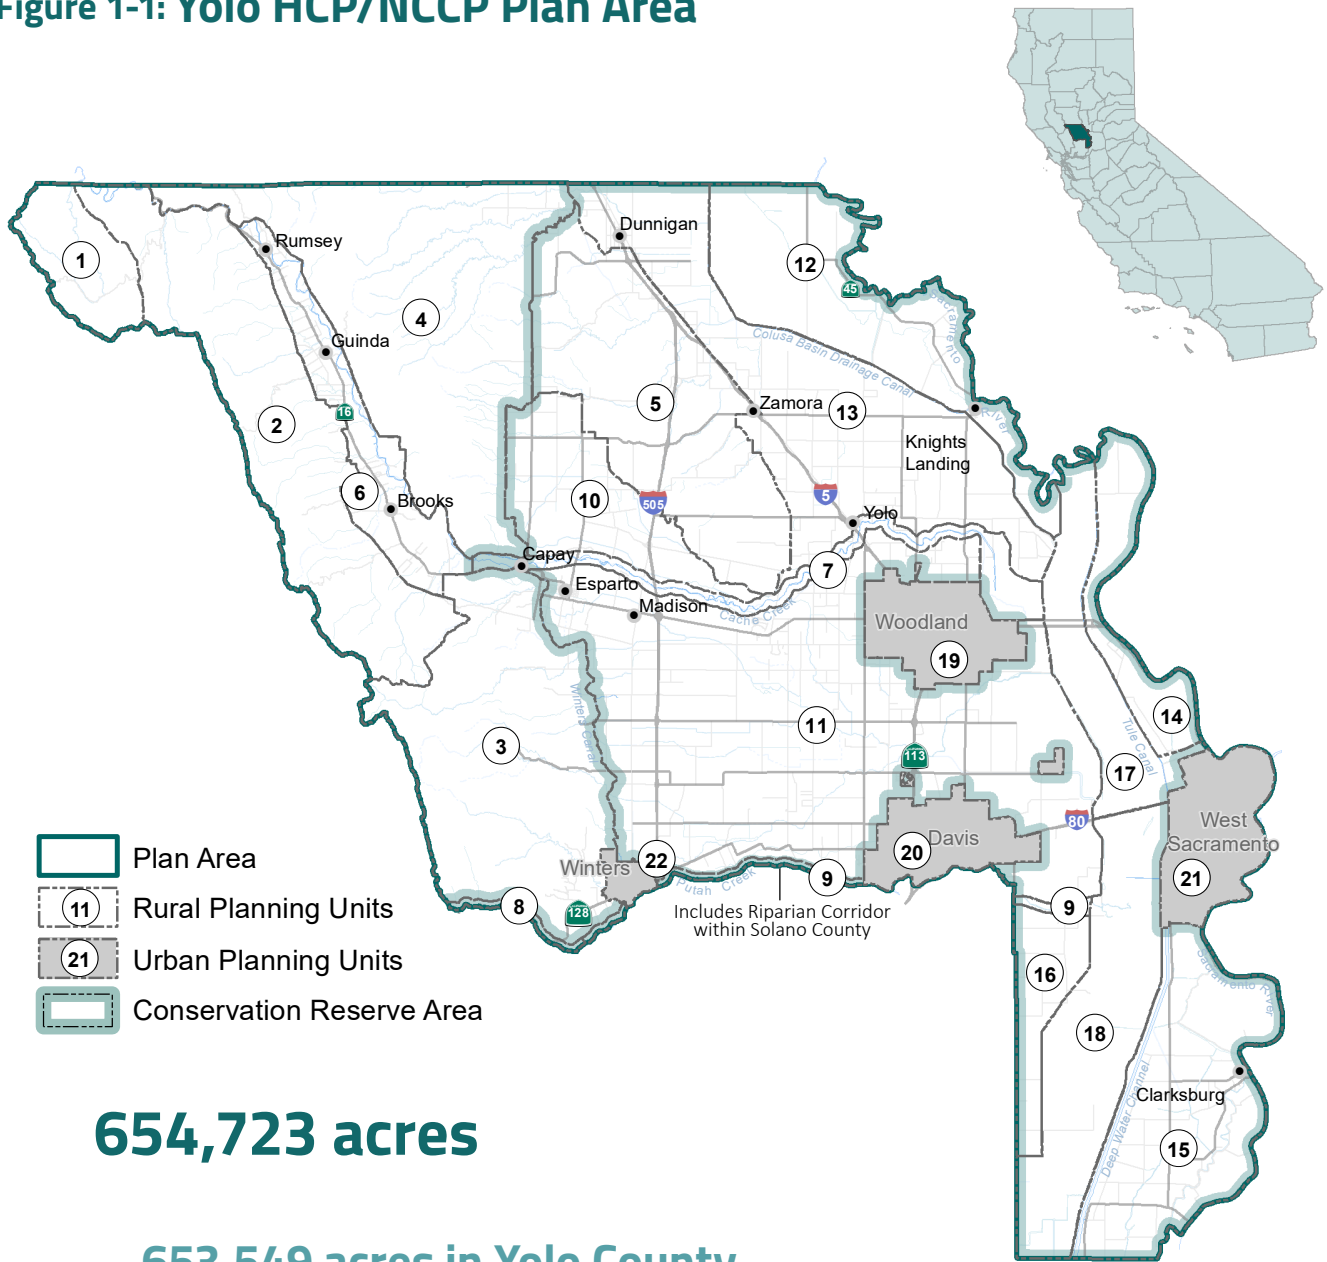 Figure 1-1: Yolo HCP/NCCP Plan Area
Dunnigan
Rumsey
1
12
45
4
Sacramento
Guinda
Colusa Basin Drainage Canal
5
Zamora
13
River
16
2
Knights
Landing
6
Brooks
10
505
5
Yolo
Capay
7
Esparto
Madison
Cache Creek
Woodland
19
Winters Canal
11
14
3
Tule Canal
113
17
80
West
Sacramento
Davis
20
22
Winters
21
Plan Area
Putah Creek
9
8
128
9
Includes Riparian Corridor
within Solano County
11
Rural Planning Units
21
Urban Planning Units
16
Sacramento River
Conservation Reserve Area
18
Deep Water Channel
Clarksburg
654,723 acres
15
653,549 acres in Yolo County